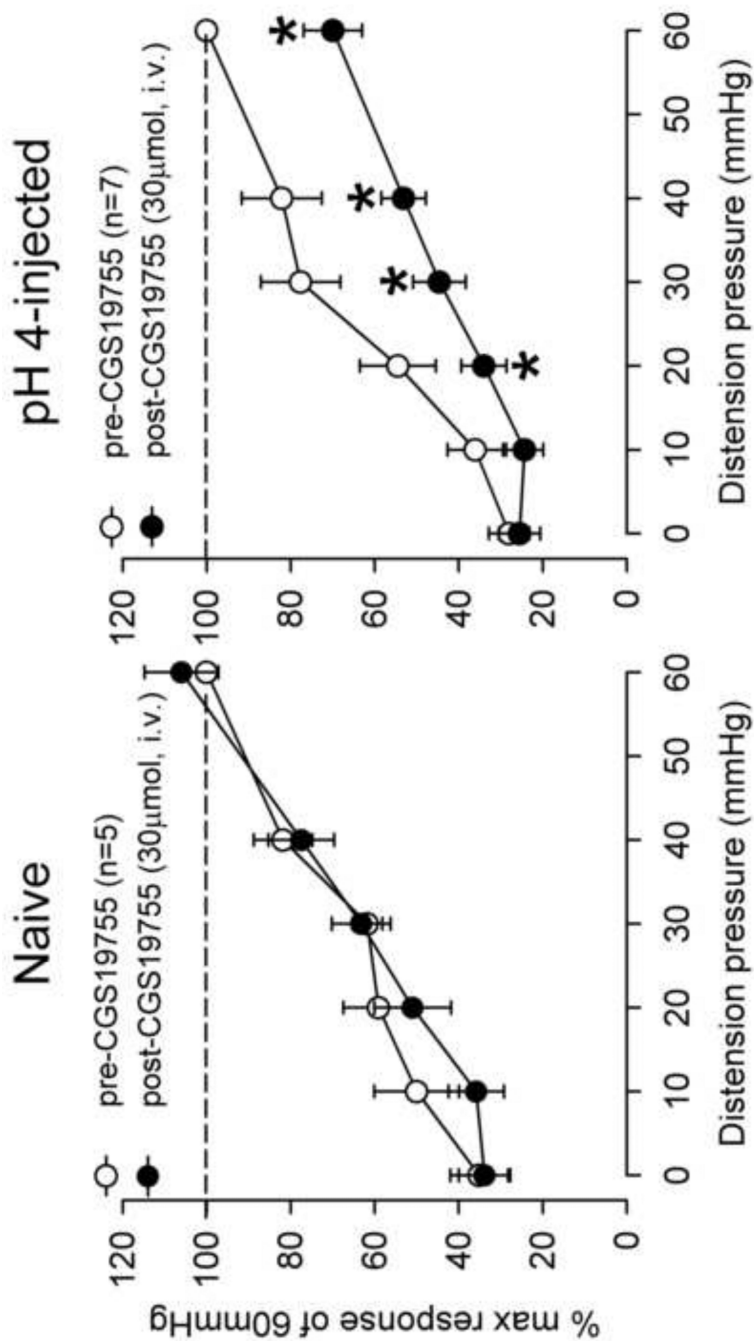 Naive
pre-CGS19755 (n=5)
post-CGS19755 (30μmol, i.v.)
% max response of 60mmHg
120
100
80
60
40
20
0
0 10 20 30 40 50 60
Distension pressure (mmHg)
pH 4-injected
pre-CGS19755 (n=7)
post-CGS19755 (30μmol, i.v.)
120
100
80
60
40
20
0
*
*
*
*
0 10 20 30 40 50 60
Distension pressure (mmHg)